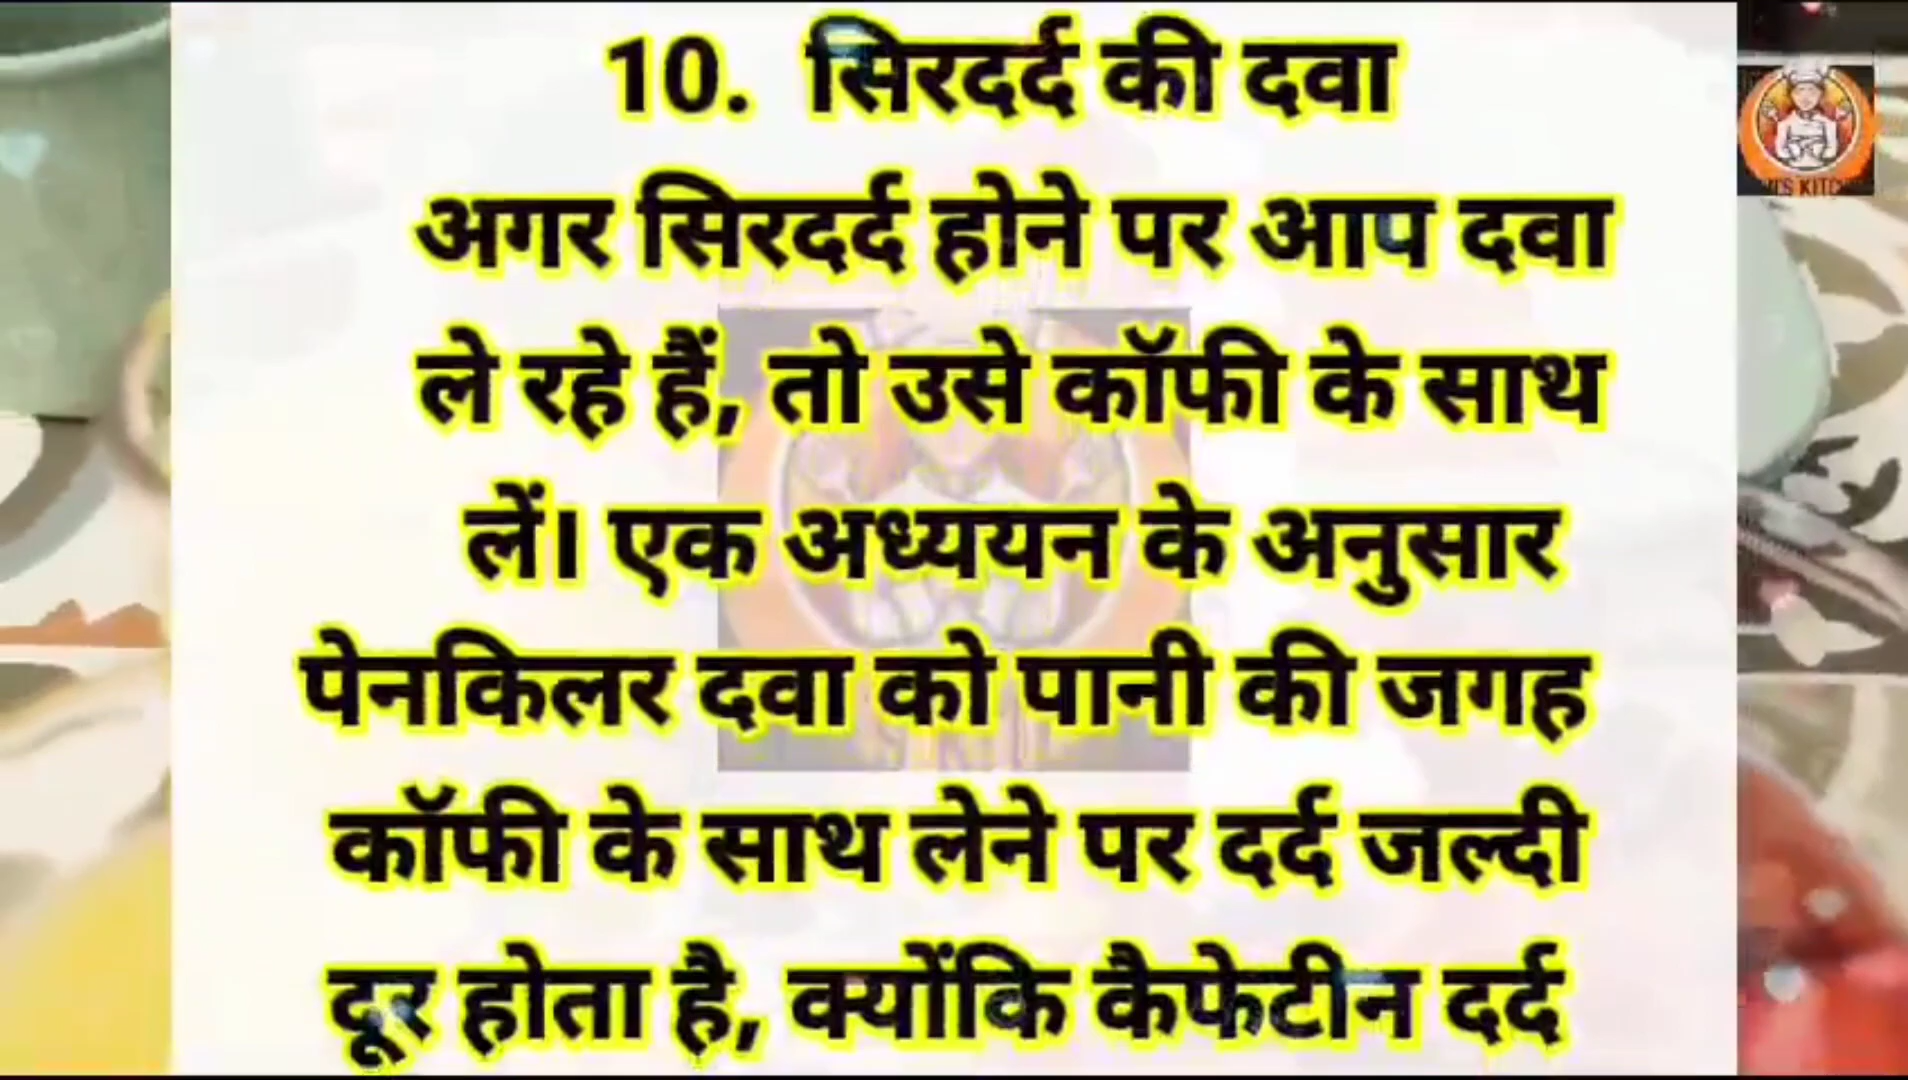 10. सिरदर्द की दवा
अगर सिरदर्द होने पर आप दवा
ले रहे हैं, तो उसे कॉफी के साथ
लें। एक अध्ययन के अनुसार
पेनकिलर दवा को पानी की जगह
कॉफी के साथ लेने पर दर्द जल्दी
दूर होता है, क्योंकि कैफेटीन दर्द